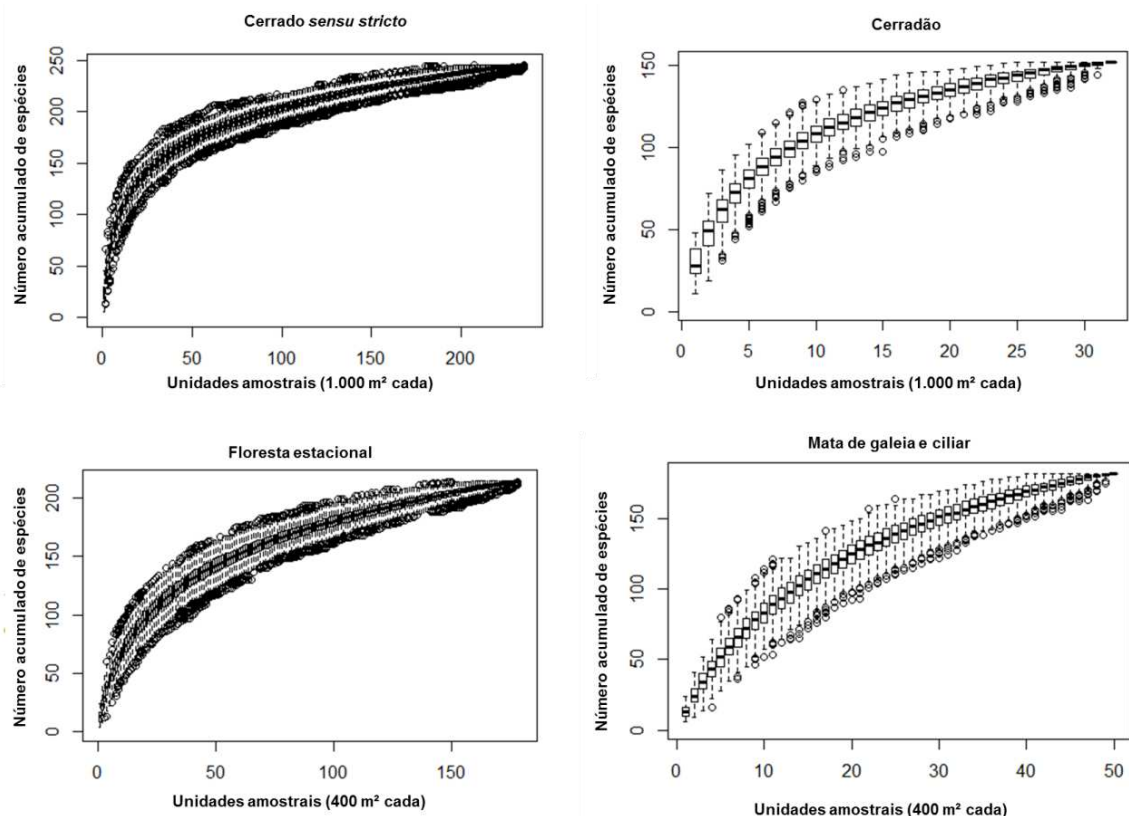 Cerrado sensu stricto
Número acumulado de espécies
250
200
150
100
50
0
0 50 100 150 200
Unidades amostrais (1.000 m² cada)
Cerradão
Número acumulado de espécies
150
100
50
0
0 5 10 15 20 25 30
Unidades amostrais (1.000 m² cada)
Floresta estacional
Número acumulado de espécies
200
150
100
50
0
0 50 100 150
Unidades amostrais (400 m² cada)
Mata de galeia e ciliar
Número acumulado de espécies
150
100
50
0
0 10 20 30 40 50
Unidades amostrais (400 m² cada)